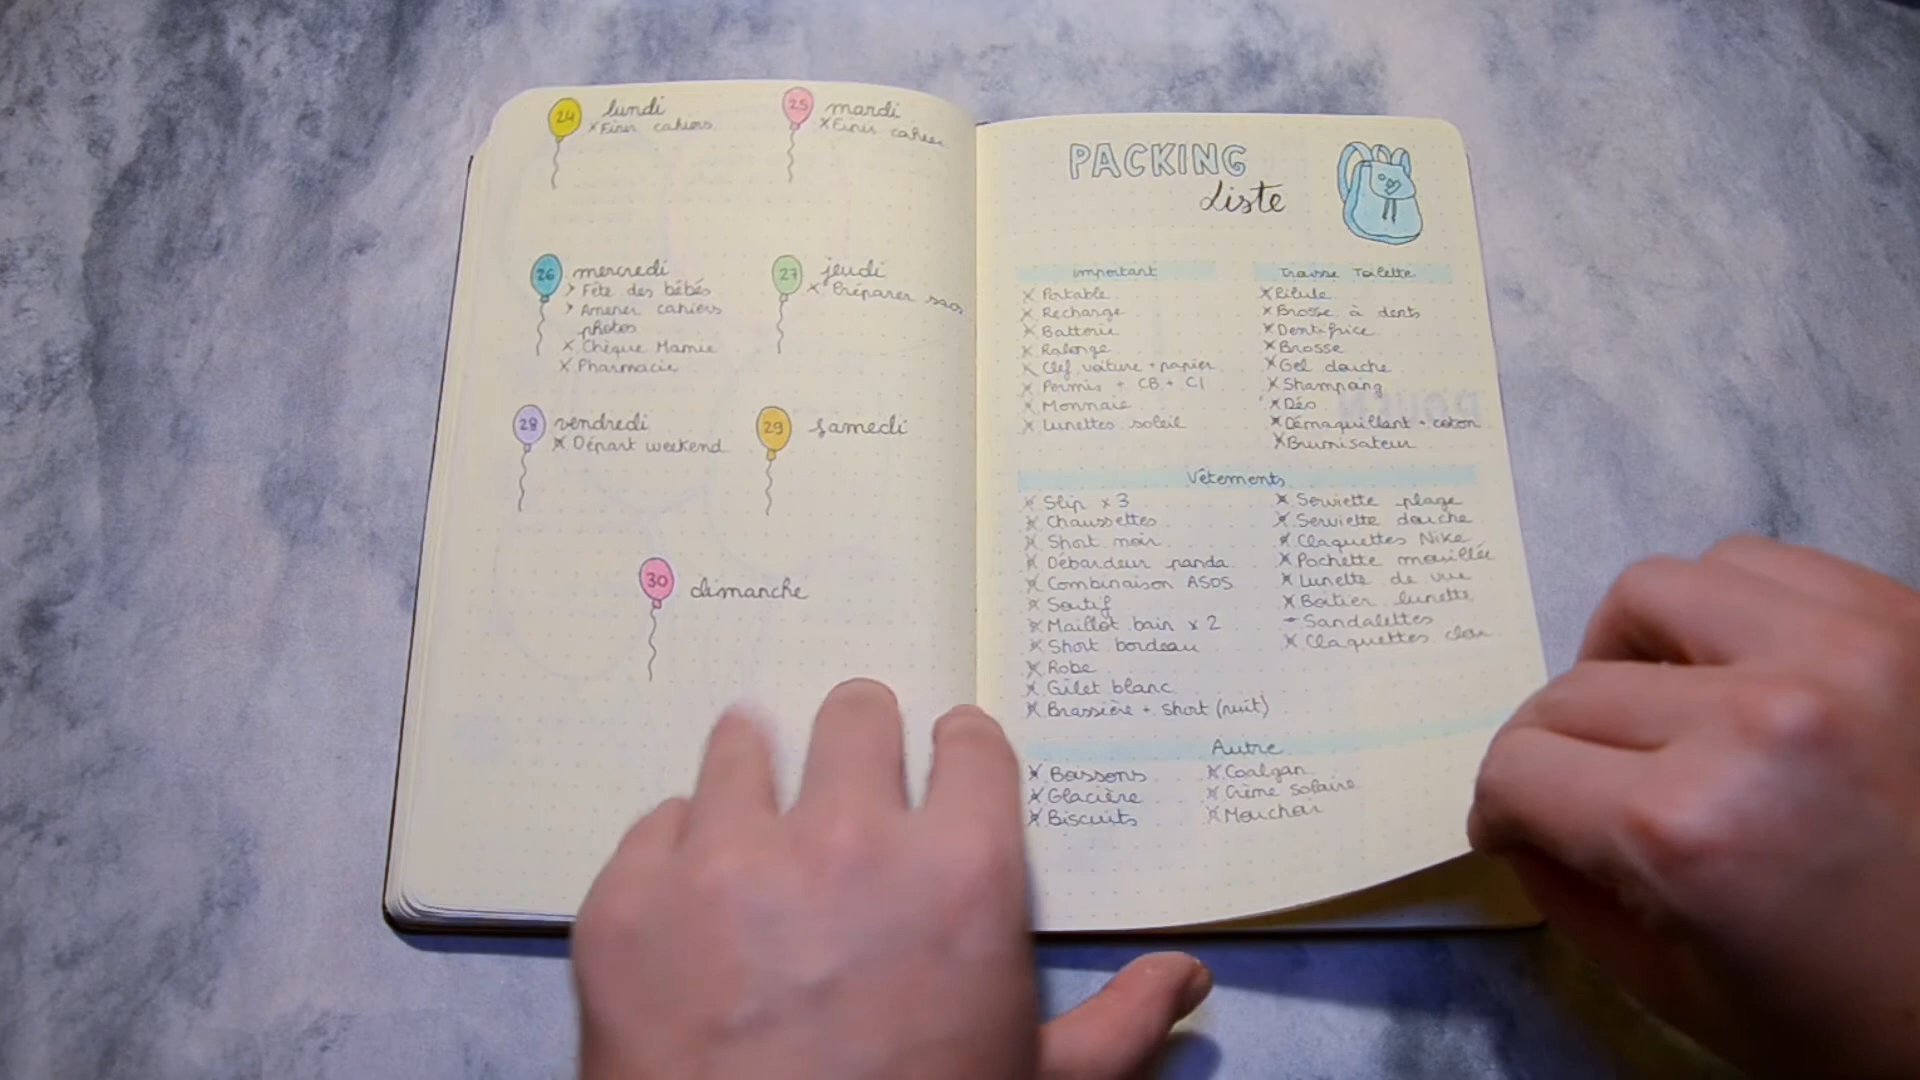 24 lundi
x Finir cahiers
25 mardi
x Finir cahier
26 mercredi
> Fête des bébés
> Amener cahiers
photos
x Chèque Mamie
x Pharmacie
27 jeudi
x Préparer sacs
28 vendredi
x Départ weekend
29 samedi
30 dimanche
PACKING
Liste
Important
x Portable
x Recharge
x Batterie
x Ralonge
x Clef voiture + papier
x Permis + CB + CI
x Monnaie
x Lunettes soleil
Trousse Toilette
x Pilule
x Brosse à dents
x Dentifrice
x Brosse
x Gel douche
x Shampoing
x Déo
x Démaquillant + coton
x Brumisateur
Vêtements
x Slip x 3
x Chaussettes
x Short noir
x Débardeur panda
x Combinaison ASOS
x Soutif
x Maillot bain x 2
x Short bordeau
x Robe
x Gilet blanc
x Brassière + short (nuit)
x Serviette plage
x Serviette douche
x Claquettes Nike
x Pochette mouillée
x Lunette de vue
x Boitier lunette
- Sandalettes
x Claquettes clou
Autre
x Boissons
x Glacière
x Biscuits
x Coalgan
x Crème solaire
x Mouchoir